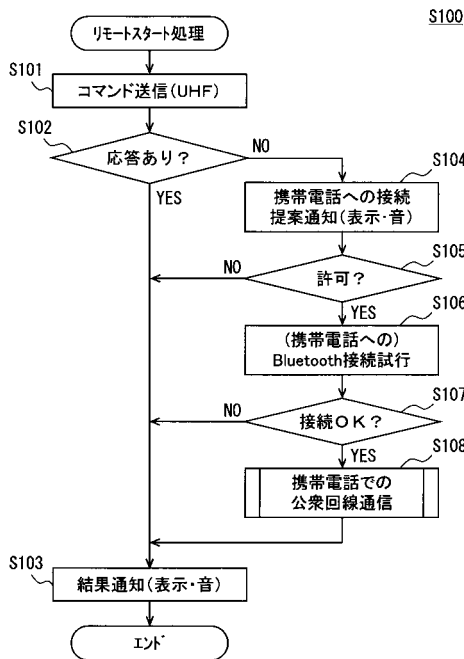 S100
リモートスタート処理
S101
コマンド送信(UHF)
S102
応答あり?
NO
YES
S104
携帯電話への接続
提案通知(表示・音)
S105
許可?
NO
YES
S106
(携帯電話への)
Bluetooth接続試行
S107
接続OK?
NO
YES
S108
携帯電話での
公衆回線通信
S103
結果通知(表示・音)
エンド